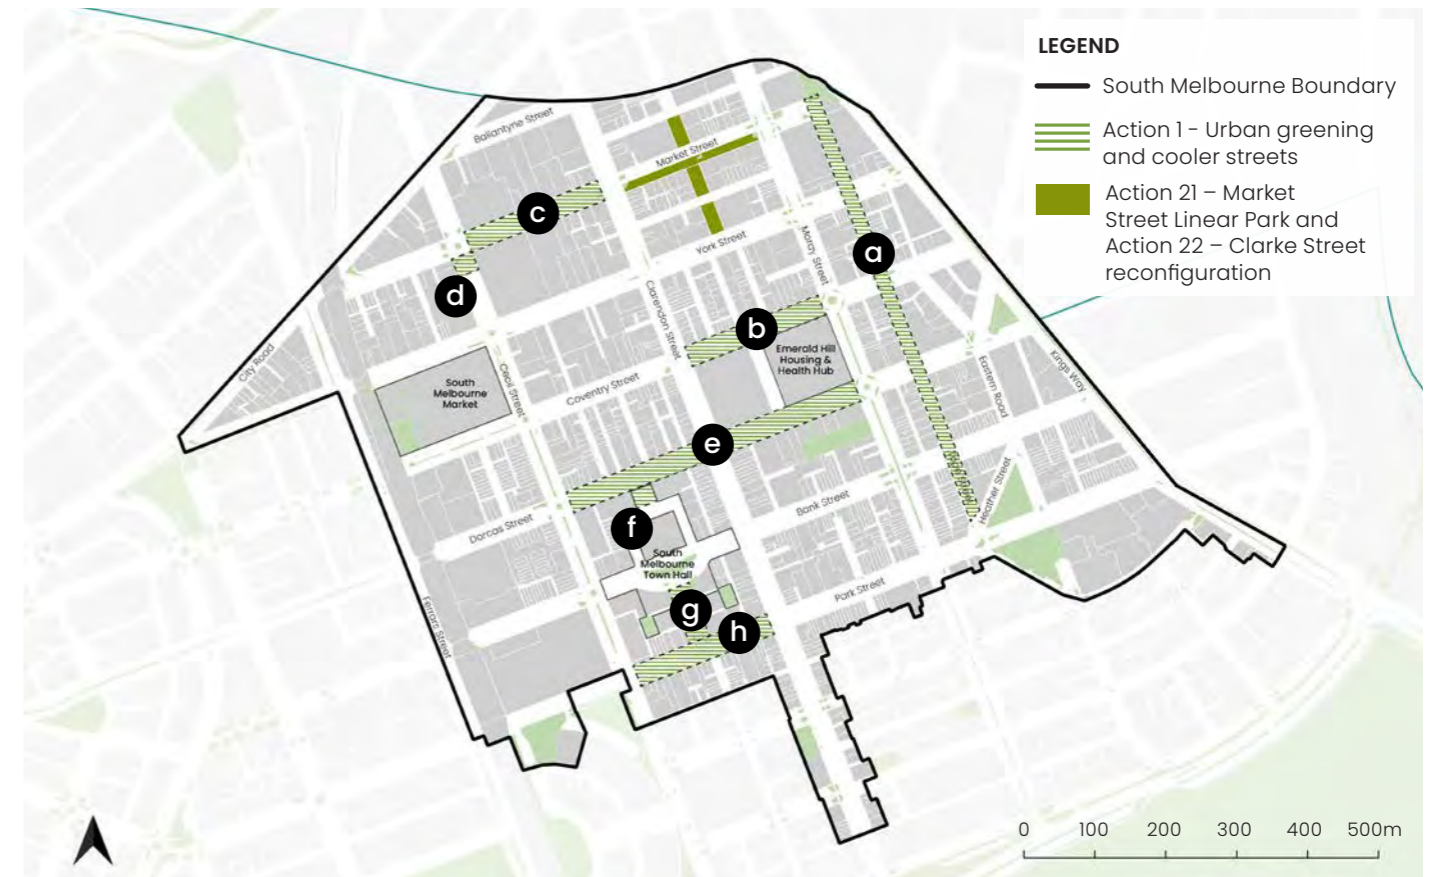 LEGEND
South Melbourne Boundary
Action 1 - Urban greening
and cooler streets
Action 21 – Market
Street Linear Park and
Action 22 – Clarke Street
reconfiguration
Ballantyne Street
Market Street
c
a
York Street
Moray Street
d
Clarendon Street
b
City Road
Emerald Hill
Housing &
Health Hub
Kings Way
Eastern Road
South
Melbourne
Market
Cecil Street
Coventry Street
e
Heather Street
Bank Street
Dorcas Street
f
South
Melbourne
Town Hall
Park Street
Ferrars Street
g
h
0 100 200 300 400 500m